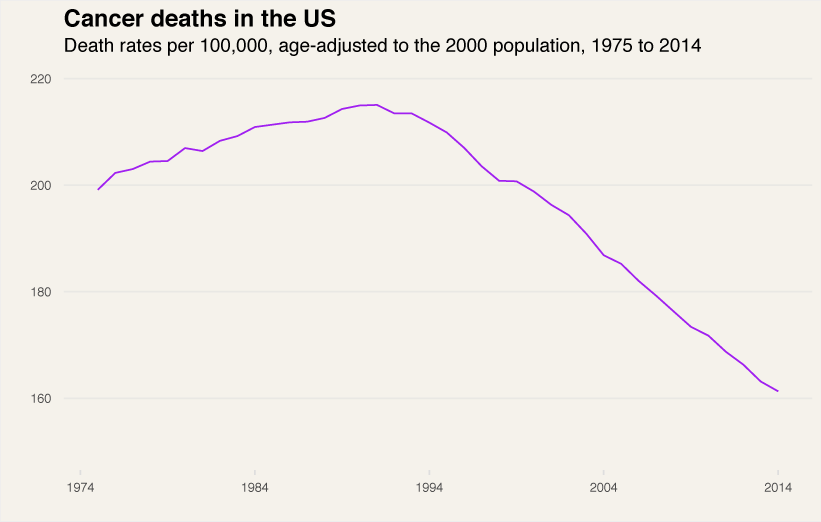 Cancer deaths in the US
Death rates per 100,000, age-adjusted to the 2000 population, 1975 to 2014
220
200
180
160
1974 1984 1994 2004 2014